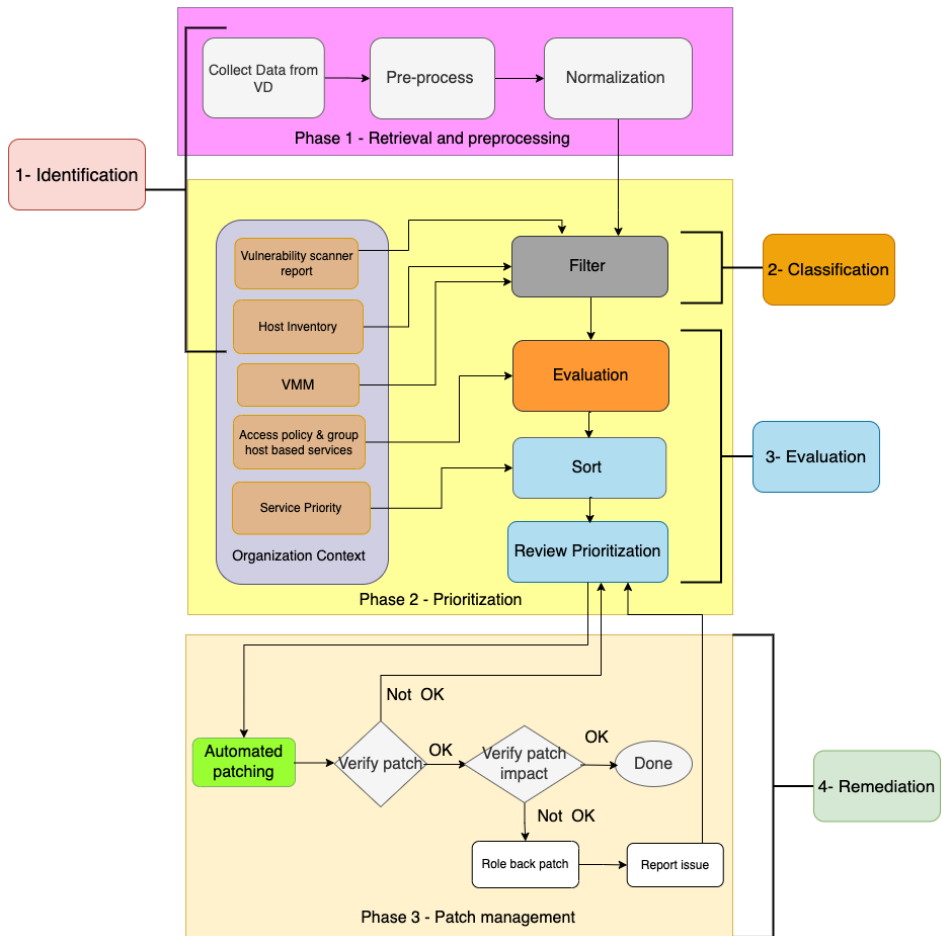 Collect Data from
VD
Pre-process
Normalization
Phase 1 - Retrieval and preprocessing
1- Identification
Vulnerability scanner
report
Host Inventory
VMM
Access policy & group
host based services
Service Priority
Organization Context
Filter
Evaluation
Sort
Review Prioritization
Phase 2 - Prioritization
2- Classification
3- Evaluation
Not OK
Automated
patching
Verify patch
OK
Verify patch
impact
OK
Done
Not OK
Role back patch
Report issue
Phase 3 - Patch management
4- Remediation